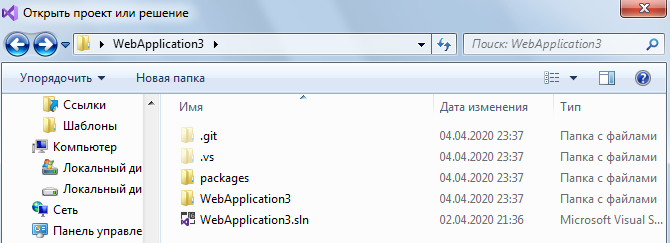 Открыть проект или решение
WebApplication3
Поиск: WebApplication3
Упорядочить Новая папка
Имя Дата изменения Тип
Ссылки
Шаблоны
Компьютер
Локальный ди
Локальный ди
Сеть
Панель управле
.git 04.04.2020 23:37 Папка с файлами
.vs 04.04.2020 23:37 Папка с файлами
packages 04.04.2020 23:37 Папка с файлами
WebApplication3 04.04.2020 23:37 Папка с файлами
WebApplication3.sln 02.04.2020 21:36 Microsoft Visual S...